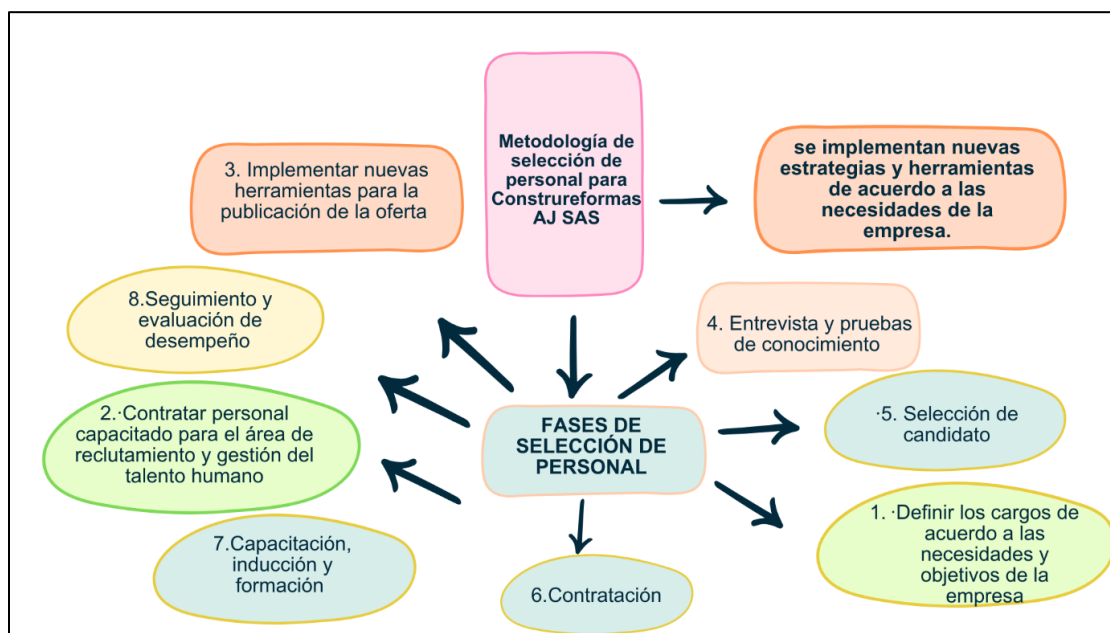 Metodología de
selección de
personal para
Construreformas
AJ SAS
se implementan nuevas
estrategias y herramientas
de acuerdo a las
necesidades de la
empresa.
3. Implementar nuevas
herramientas para la
publicación de la oferta
8.Seguimiento y
evaluación de
desempeño
4. Entrevista y pruebas
de conocimiento
2.·Contratar personal
capacitado para el área de
reclutamiento y gestión del
talento humano
FASES DE
SELECCIÓN DE
PERSONAL
·5. Selección de
candidato
7.Capacitación,
inducción y
formación
6.Contratación
1. ·Definir los cargos de
acuerdo a las
necesidades y
objetivos de la
empresa